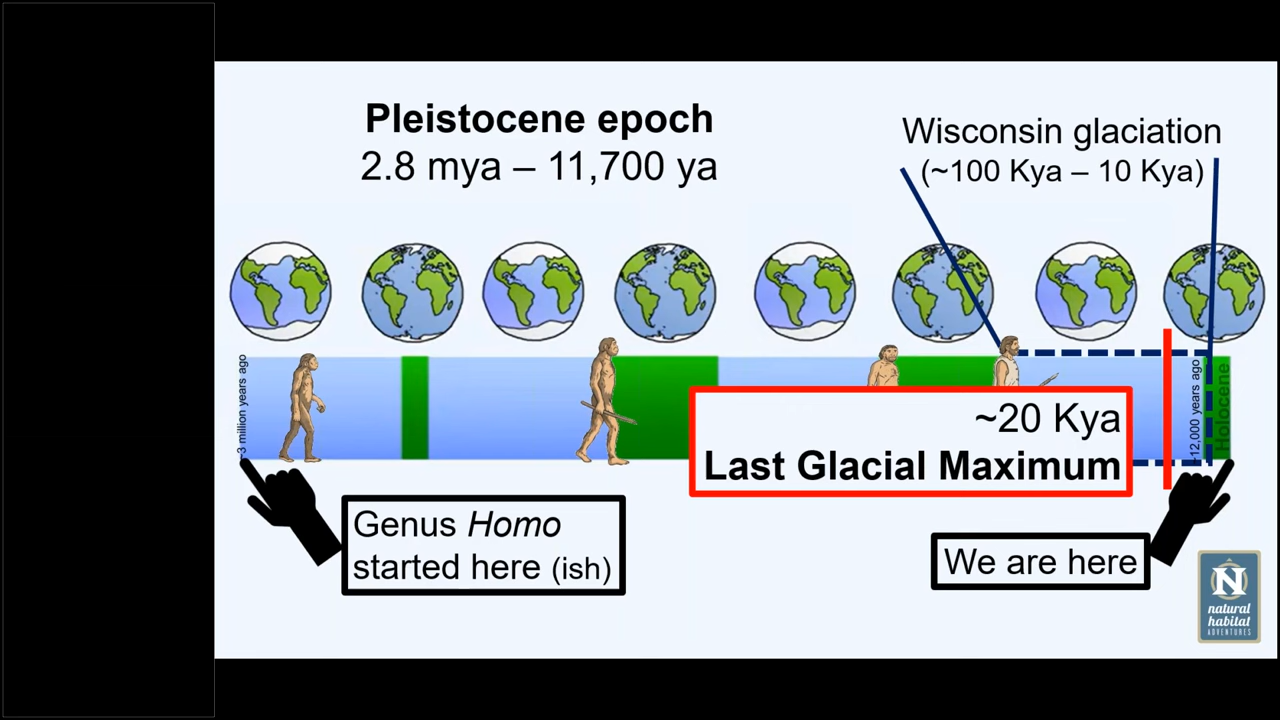 Pleistocene epoch
2.8 mya – 11,700 ya
Wisconsin glaciation
(~100 Kya – 10 Kya)
~3 million years ago
~12,000 years ago
Holocene
~20 Kya
Last Glacial Maximum
Genus Homo
started here (ish)
We are here
N
natural
habitat
ADVENTURES